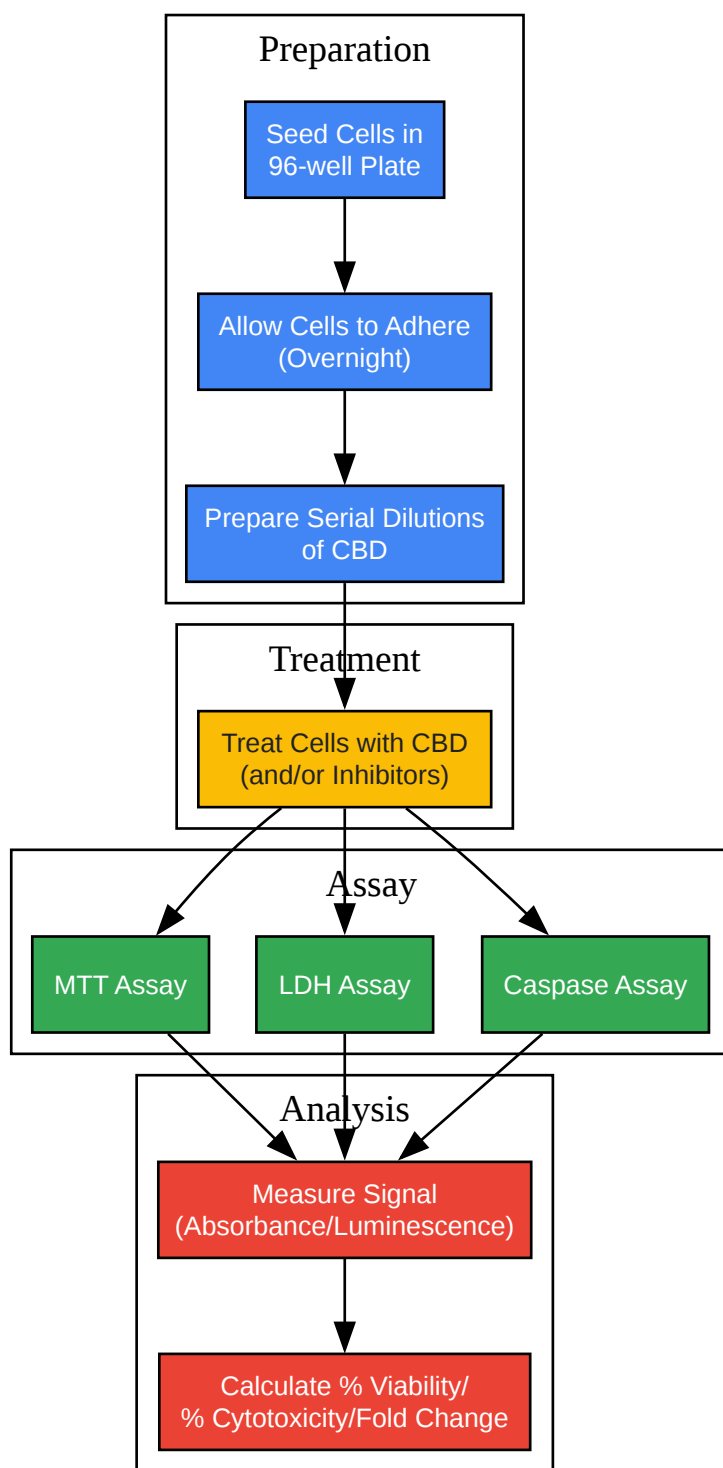 Preparation
Seed Cells in
96-well Plate
Allow Cells to Adhere
(Overnight)
Prepare Serial Dilutions
of CBD
Treatment
Treat Cells with CBD
(and/or Inhibitors)
Assay
MTT Assay
LDH Assay
Caspase Assay
Analysis
Measure Signal
(Absorbance/Luminescence)
Calculate % Viability/
% Cytotoxicity/Fold Change